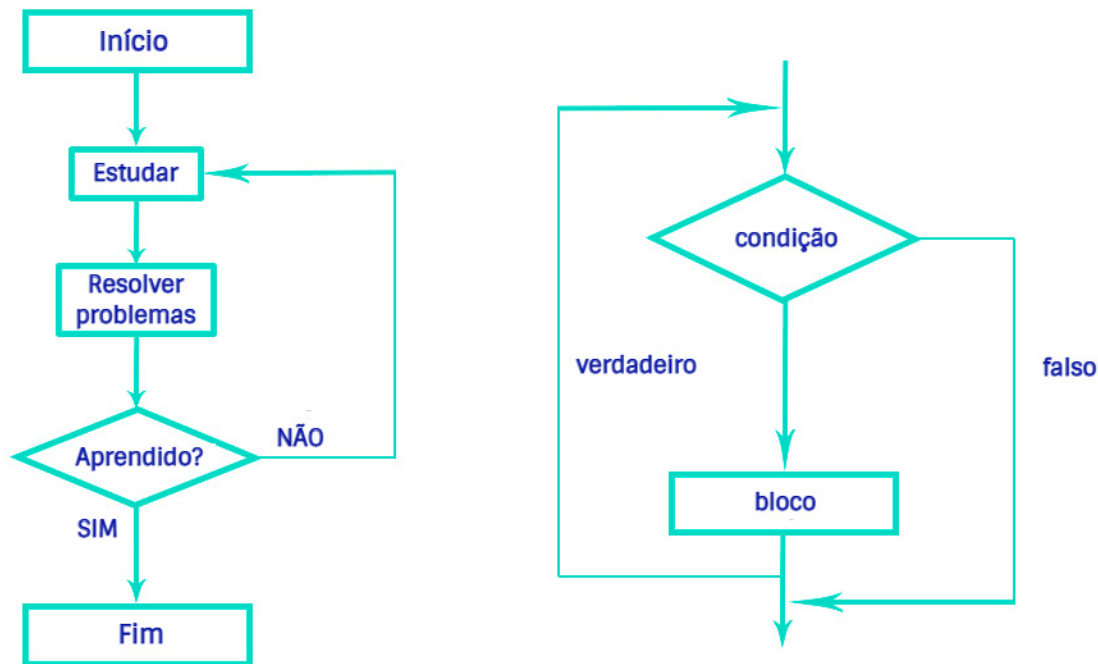 Início
Estudar
Resolver
problemas
Aprendido?
NÃO
SIM
Fim
condição
verdadeiro
falso
bloco